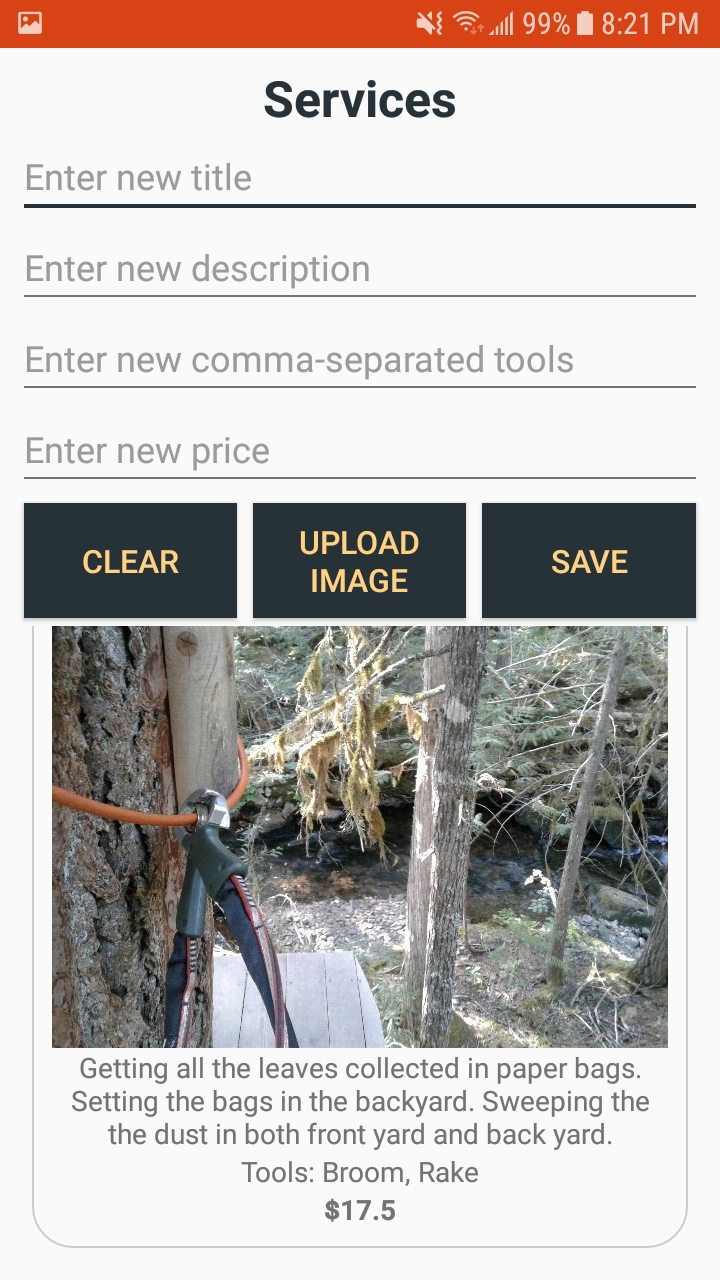 99% 8:21 PM
Services
Enter new title
Enter new description
Enter new comma-separated tools
Enter new price
CLEAR
UPLOAD
IMAGE
SAVE
Getting all the leaves collected in paper bags.
Setting the bags in the backyard. Sweeping the
the dust in both front yard and back yard.
Tools: Broom, Rake
$17.5